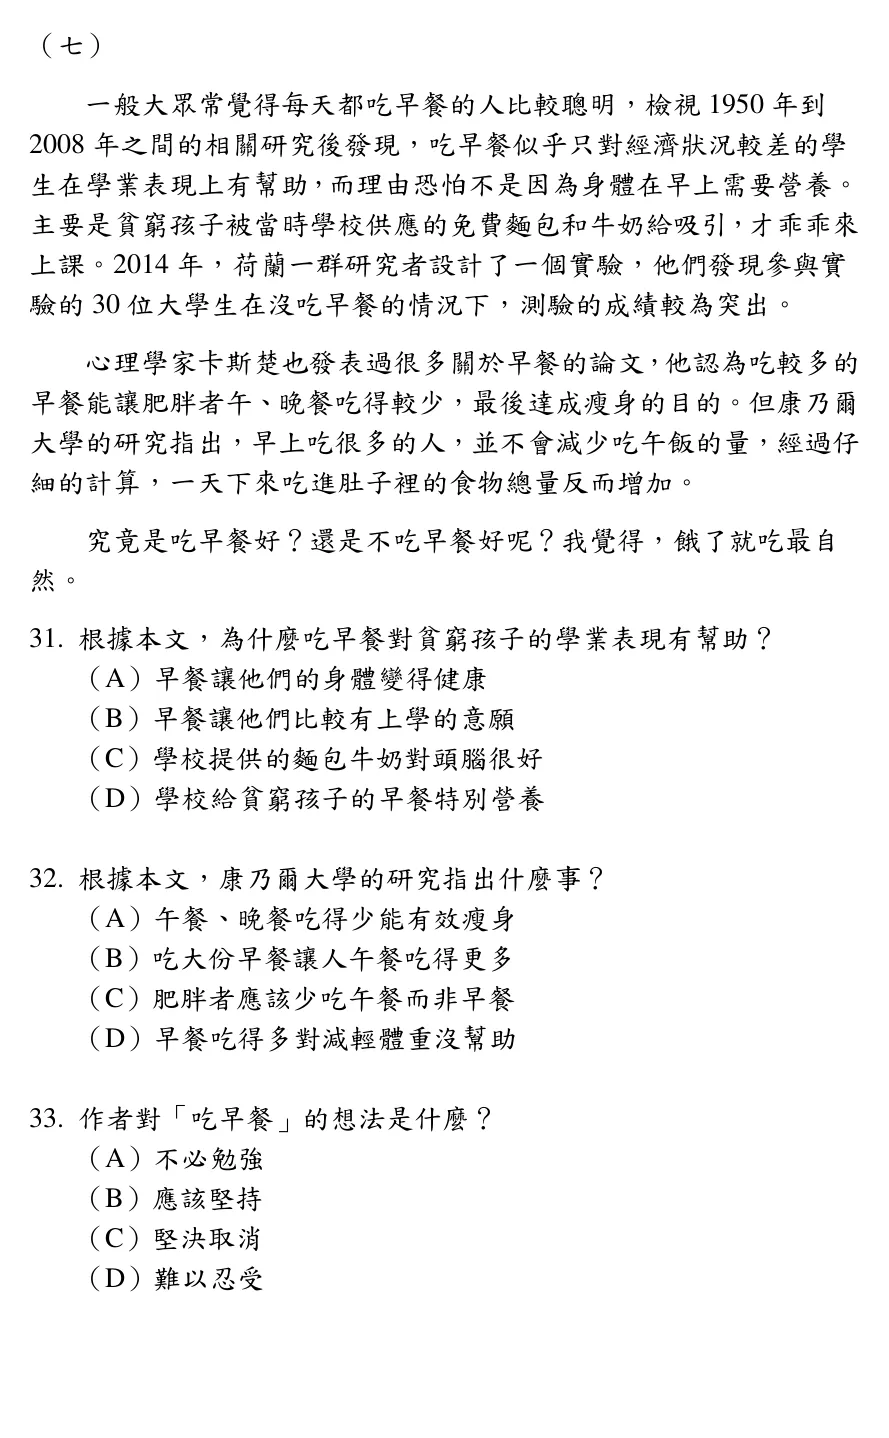 （七）
一般大眾常覺得每天都吃早餐的人比較聰明，檢視 1950 年到
2008 年之間的相關研究後發現，吃早餐似乎只對經濟狀況較差的學
生在學業表現上有幫助，而理由恐怕不是因為身體在早上需要營養。
主要是貧窮孩子被當時學校供應的免費麵包和牛奶給吸引，才乖乖來
上課。2014 年，荷蘭一群研究者設計了一個實驗，他們發現參與實
驗的 30 位大學生在沒吃早餐的情況下，測驗的成績較為突出。
心理學家卡斯楚也發表過很多關於早餐的論文，他認為吃較多的
早餐能讓肥胖者午、晚餐吃得較少，最後達成瘦身的目的。但康乃爾
大學的研究指出，早上吃很多的人，並不會減少吃午飯的量，經過仔
細的計算，一天下來吃進肚子裡的食物總量反而增加。
究竟是吃早餐好？還是不吃早餐好呢？我覺得，餓了就吃最自
然。
31. 根據本文，為什麼吃早餐對貧窮孩子的學業表現有幫助？
（A）早餐讓他們的身體變得健康
（B）早餐讓他們比較有上學的意願
（C）學校提供的麵包牛奶對頭腦很好
（D）學校給貧窮孩子的早餐特別營養
32. 根據本文，康乃爾大學的研究指出什麼事？
（A）午餐、晚餐吃得少能有效瘦身
（B）吃大份早餐讓人午餐吃得更多
（C）肥胖者應該少吃午餐而非早餐
（D）早餐吃得多對減輕體重沒幫助
33. 作者對「吃早餐」的想法是什麼？
（A）不必勉強
（B）應該堅持
（C）堅決取消
（D）難以忍受